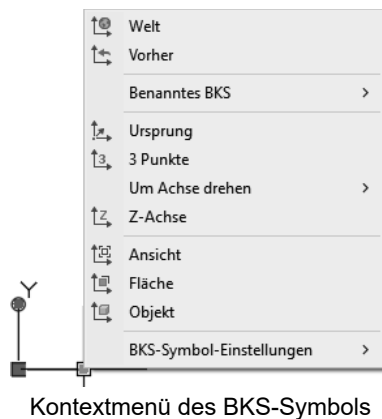 Welt
Vorher
Benanntes BKS
Ursprung
3 Punkte
Um Achse drehen
Z-Achse
Ansicht
Fläche
Objekt
BKS-Symbol-Einstellungen
Y
Kontextmenü des BKS-Symbols